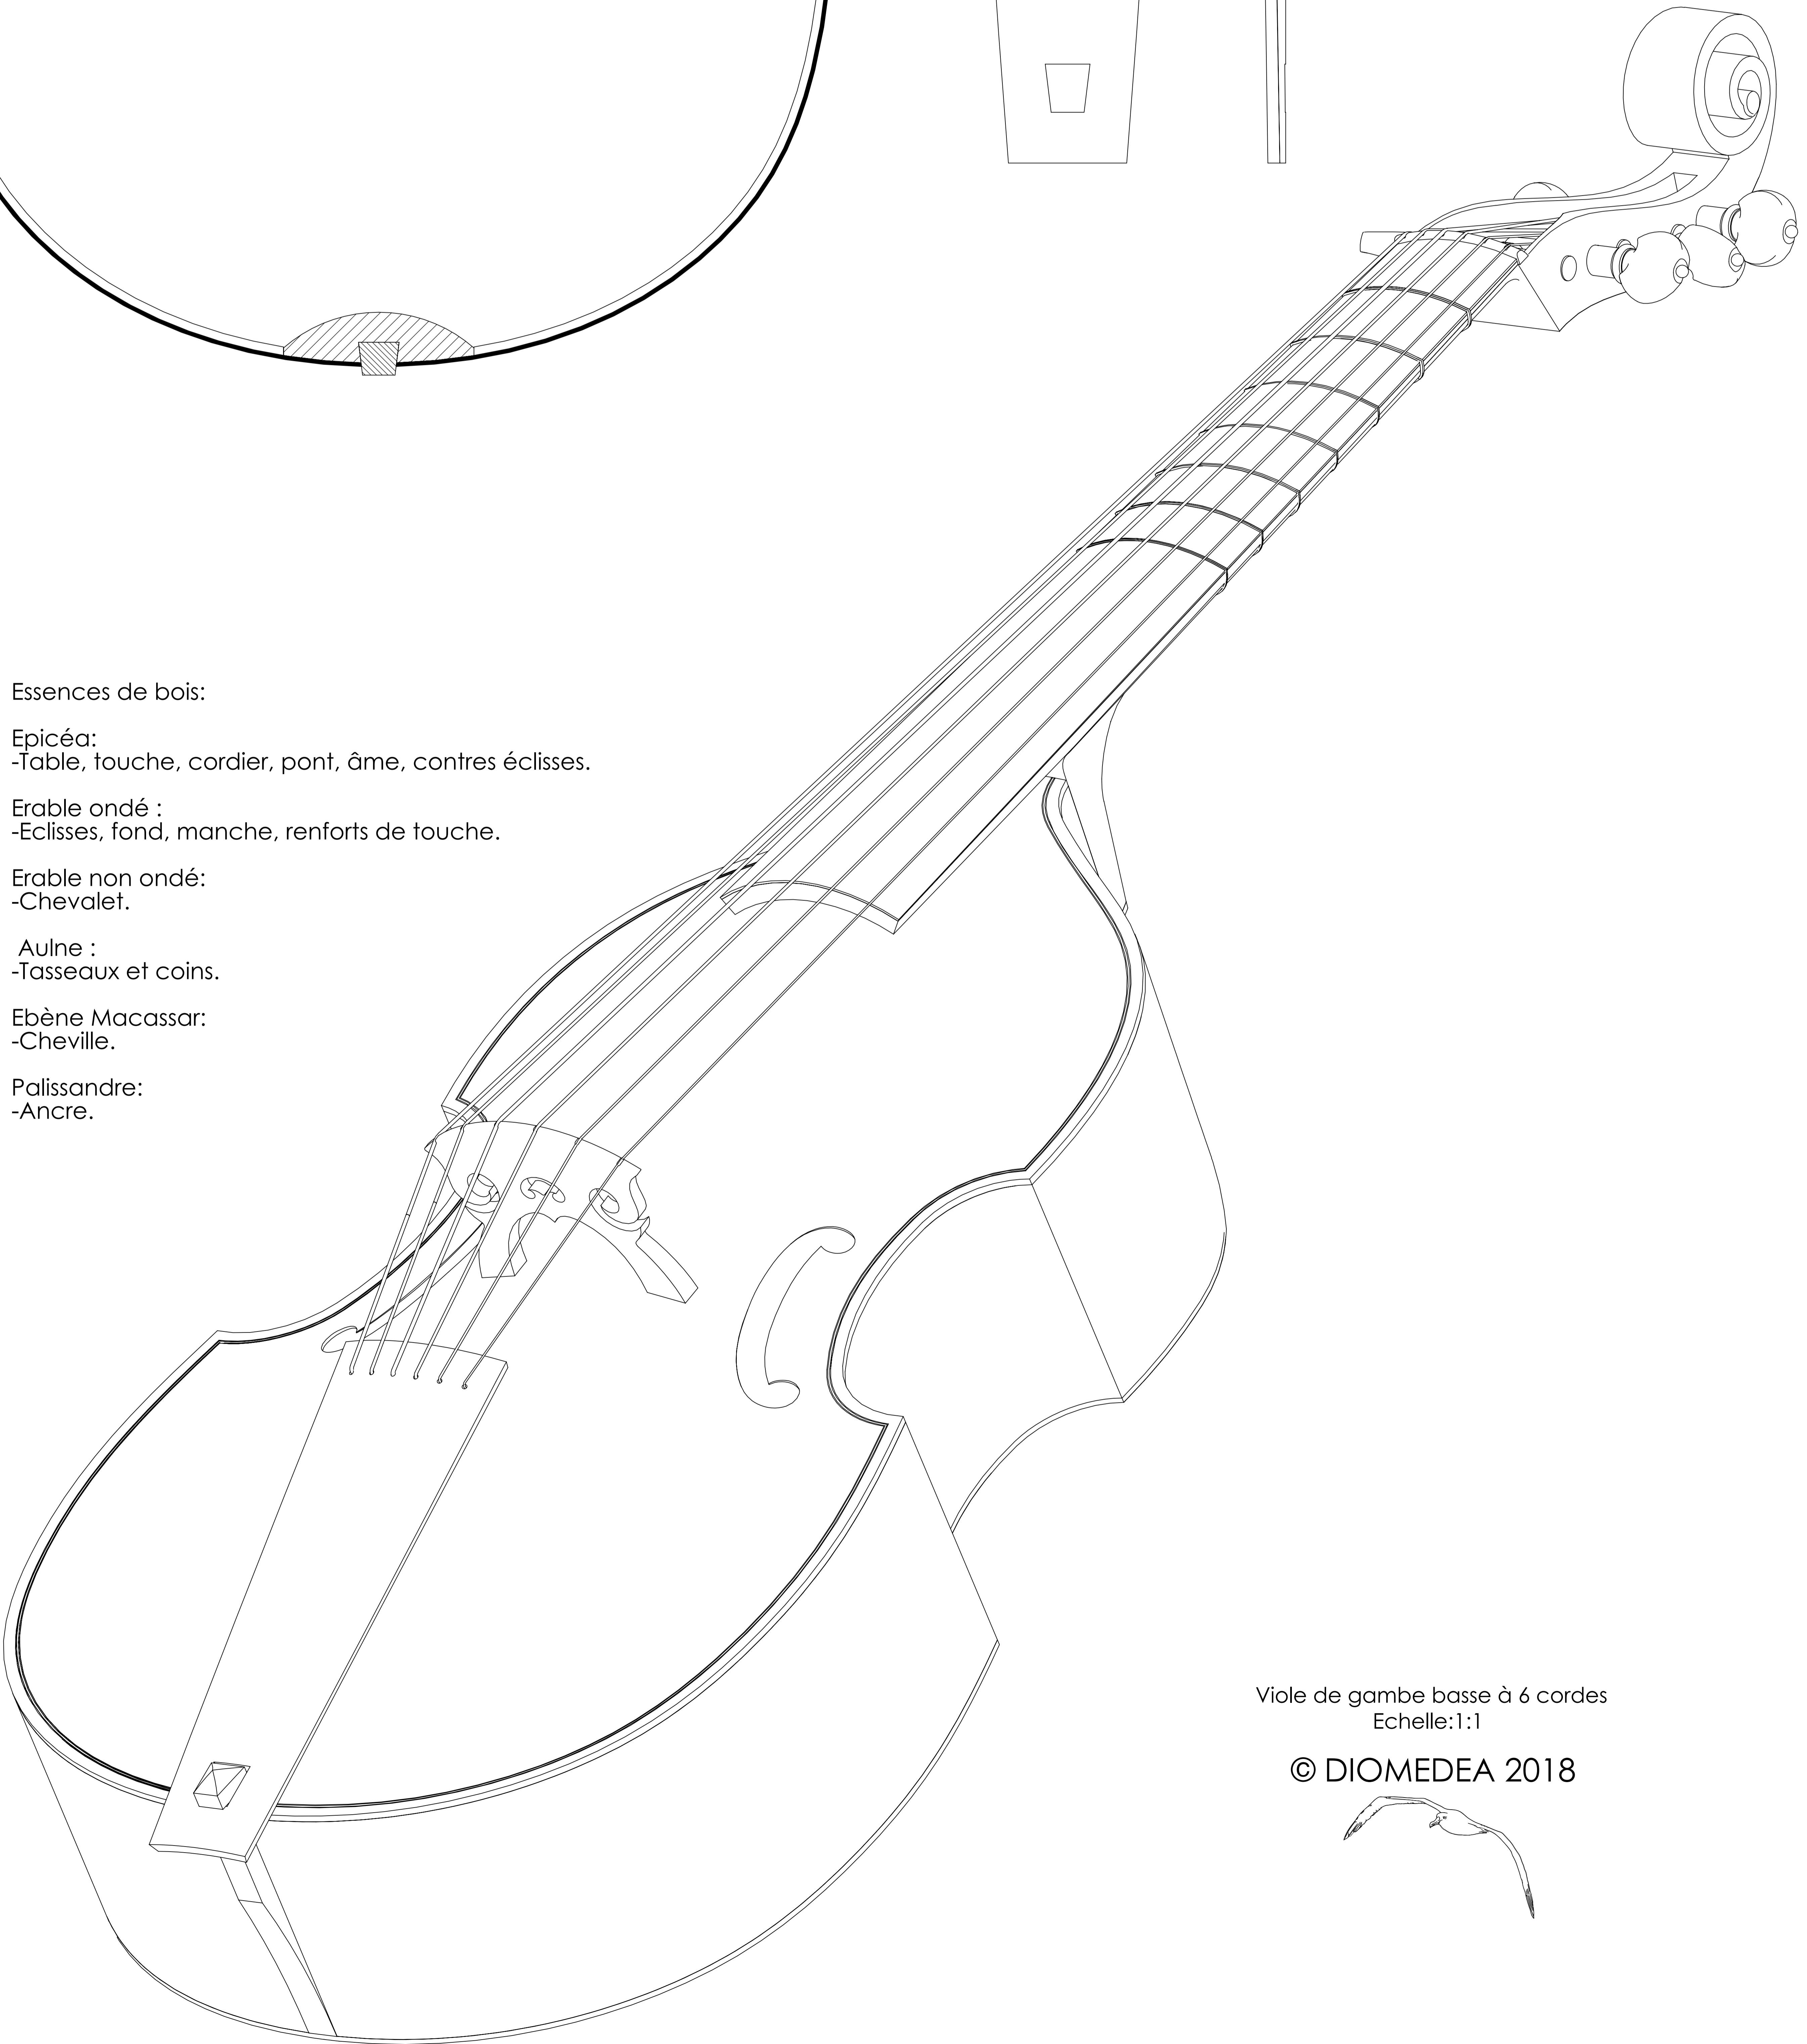 Essences de bois:
Epicéa:
-Table, touche, cordier, pont, âme, contres éclisses.
Erable ondé :
-Eclisses, fond, manche, renforts de touche.
Erable non ondé:
-Chevalet.
Aulne :
-Tasseaux et coins.
Ebène Macassar:
-Cheville.
Palissandre:
-Ancre.
Viole de gambe basse à 6 cordes
Echelle:1:1
© DIOMEDEA 2018